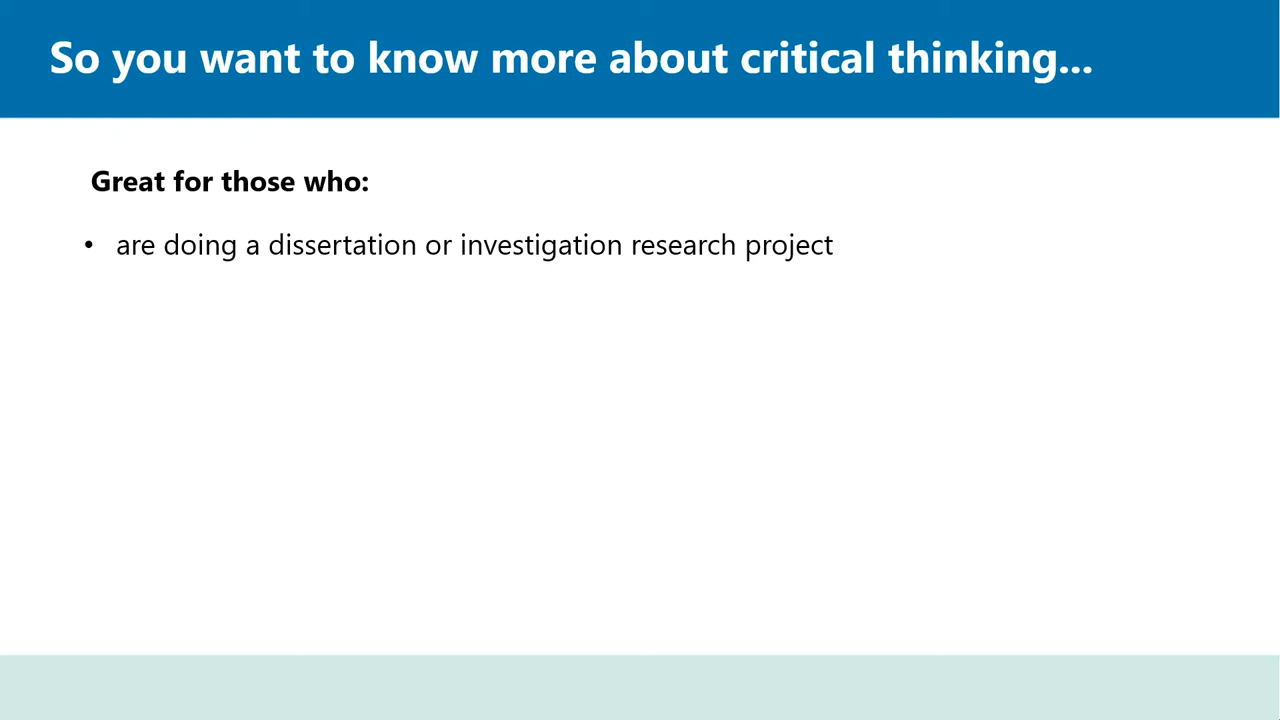 So you want to know more about critical thinking...
Great for those who:
• are doing a dissertation or investigation research project